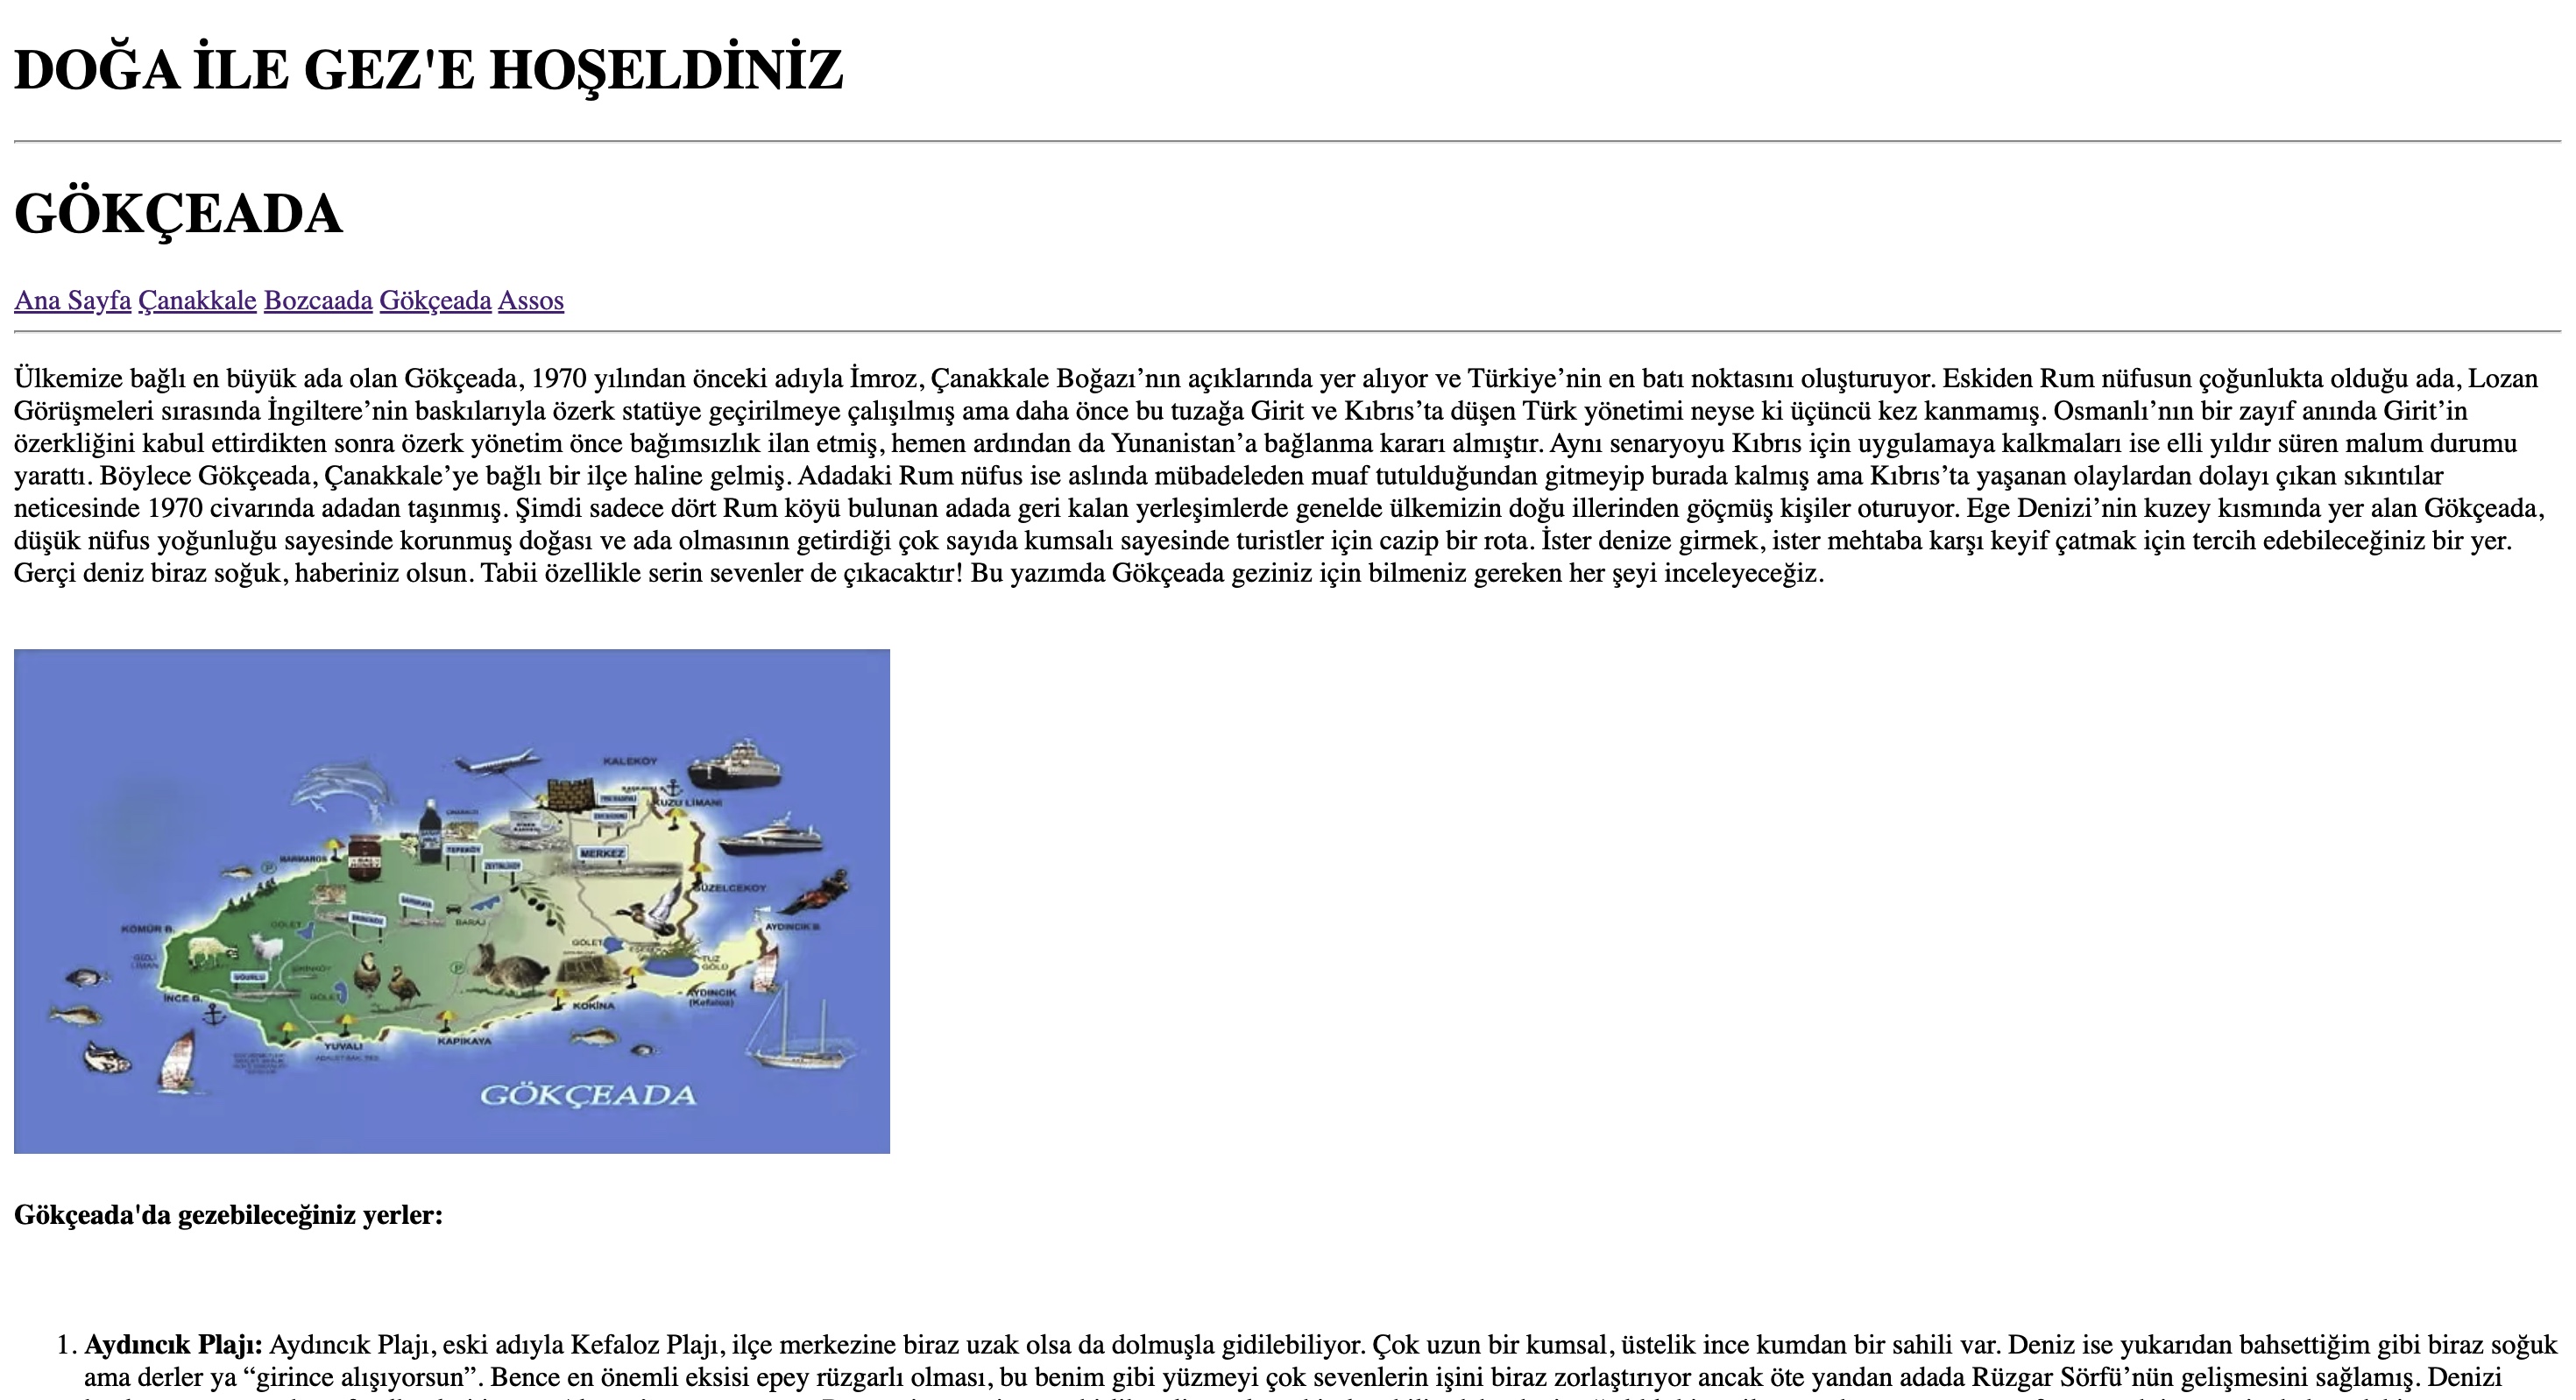 DOĞA İLE GEZ'E HOŞELDİNİZ
GÖKÇEADA
Ana Sayfa Çanakkale Bozcaada Gökçeada Assos
Ülkemize bağlı en büyük ada olan Gökçeada, 1970 yılından önceki adıyla İmroz, Çanakkale Boğazı’nın açıklarında yer alıyor ve Türkiye’nin en batı noktasını oluşturuyor. Eskiden Rum nüfusun çoğunlukta olduğu ada, Lozan
Görüşmeleri sırasında İngiltere’nin baskılarıyla özerk statüye geçirilmeye çalışılmış ama daha önce bu tuzağa Girit ve Kıbrıs’ta düşen Türk yönetimi neyse ki üçüncü kez kanmamış. Osmanlı’nın bir zayıf anında Girit’in
özerkliğini kabul ettirdikten sonra özerk yönetim önce bağımsızlık ilan etmiş, hemen ardından da Yunanistan’a bağlanma kararı almıştır. Aynı senaryoyu Kıbrıs için uygulamaya kalkmaları ise elli yıldır süren malum durumu
yarattı. Böylece Gökçeada, Çanakkale’ye bağlı bir ilçe haline gelmiş. Adadaki Rum nüfus ise aslında mübadeleden muaf tutulduğundan gitmeyip burada kalmış ama Kıbrıs’ta yaşanan olaylardan dolayı çıkan sıkıntılar
neticesinde 1970 civarında adadan taşınmış. Şimdi sadece dört Rum köyü bulunan adada geri kalan yerleşimlerde genelde ülkemizin doğu illerinden göçmüş kişiler oturuyor. Ege Denizi’nin kuzey kısmında yer alan Gökçeada,
düşük nüfus yoğunluğu sayesinde korunmuş doğası ve ada olmasının getirdiği çok sayıda kumsalı sayesinde turistler için cazip bir rota. İster denize girmek, ister mehtaba karşı keyif çatmak için tercih edebileceğiniz bir yer.
Gerçi deniz biraz soğuk, haberiniz olsun. Tabii özellikle serin sevenler de çıkacaktır! Bu yazımda Gökçeada geziniz için bilmeniz gereken her şeyi inceleyeceğiz.
KALEKÖY
KUZU LİMANI
MARMAROS
TEPEKÖY
ZEYTİNLİKÖY
MERKEZ
GÜZELCEKÖY
KÖMÜR B.
GÖLET
BARAJ
AYDINCIK B.
GİZLİ
LİMAN
GÖLET
TUZ
GÖLÜ
UĞURLU
İNCE B.
GÖLET
AYDINCIK
(Kefaloz)
KOKİNA
YUVALI
KAPIKAYA
GÖKÇEADA
Gökçeada'da gezebileceğiniz yerler:
1. Aydıncık Plajı: Aydıncık Plajı, eski adıyla Kefaloz Plajı, ilçe merkezine biraz uzak olsa da dolmuşla gidilebiliyor. Çok uzun bir kumsal, üstelik ince kumdan bir sahili var. Deniz ise yukarıdan bahsettiğim gibi biraz soğuk
ama derler ya “girince alışıyorsun”. Bence en önemli eksisi epey rüzgarlı olması, bu benim gibi yüzmeyi çok sevenlerin işini biraz zorlaştırıyor ancak öte yandan adada Rüzgar Sörfü’nün gelişmesini sağlamış. Denizi